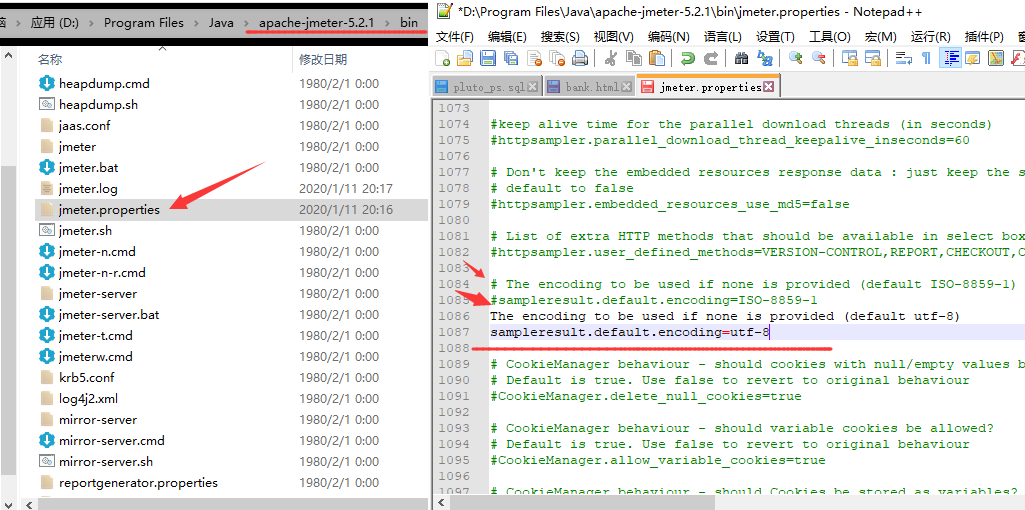 脑 › 新加卷 (D:) › Program Files › Java › apache-jmeter-5.2.1 › bin
名称 修改日期
heapdump.cmd 1980/2/1 0:00
heapdump.sh 1980/2/1 0:00
jaas.conf 1980/2/1 0:00
jmeter 1980/2/1 0:00
jmeter.bat 1980/2/1 0:00
jmeter.log 2020/1/11 20:17
jmeter.properties 2020/1/11 20:16
jmeter.sh 1980/2/1 0:00
jmeter-n.cmd 1980/2/1 0:00
jmeter-n-r.cmd 1980/2/1 0:00
jmeter-server 1980/2/1 0:00
jmeter-server.bat 1980/2/1 0:00
jmeter-t.cmd 1980/2/1 0:00
jmeterw.cmd 1980/2/1 0:00
krb5.conf 1980/2/1 0:00
log4j2.xml 1980/2/1 0:00
mirror-server 1980/2/1 0:00
mirror-server.cmd 1980/2/1 0:00
mirror-server.sh 1980/2/1 0:00
reportgenerator.properties 1980/2/1 0:00
*D:\Program Files\Java\apache-jmeter-5.2.1\bin\jmeter.properties - Notepad++
文件(F) 编辑(E) 搜索(S) 视图(V) 编码(N) 语言(L) 设置(T) 工具(O) 宏(M) 运行(R) 插件(P)
pluto_ps.sql bank.html jmeter.properties
1073
1074 #keep alive time for the parallel download threads (in seconds)
1075 #httpsampler.parallel_download_thread_keepalive_inseconds=60
1076
1077 # Don't keep the embedded resources response data : just keep the s
1078 # default to false
1079 #httpsampler.embedded_resources_use_md5=false
1080
1081 # List of extra HTTP methods that should be available in select box
1082 #httpsampler.user_defined_methods=VERSION-CONTROL,REPORT,CHECKOUT,C
1083
1084 # The encoding to be used if none is provided (default ISO-8859-1)
1085 #sampleresult.default.encoding=ISO-8859-1
1086 The encoding to be used if none is provided (default utf-8)
1087 sampleresult.default.encoding=utf-8
1088
1089 # CookieManager behaviour - should cookies with null/empty values b
1090 # Default is true. Use false to revert to original behaviour
1091 #CookieManager.delete_null_cookies=true
1092
1093 # CookieManager behaviour - should variable cookies be allowed?
1094 # Default is true. Use false to revert to original behaviour
1095 #CookieManager.allow_variable_cookies=true
1096
1097 # CookieManager behaviour - should Cookies be stored as variables?